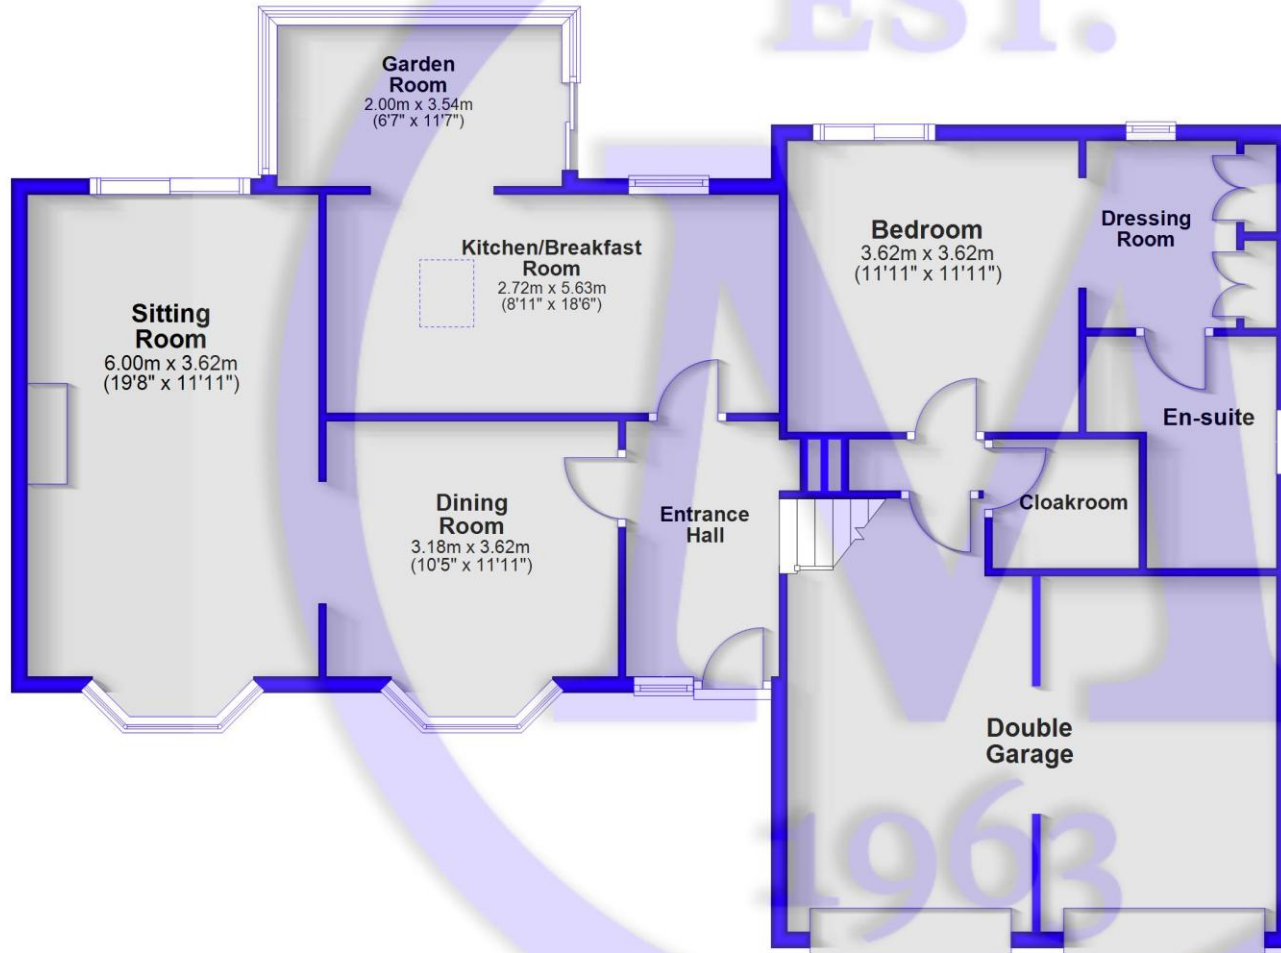 EST.
Garden
Room
2.00m x 3.54m
(6'7" x 11'7")
Kitchen/Breakfast
Room
2.72m x 5.63m
(8'11" x 18'6")
Sitting
Room
6.00m x 3.62m
(19'8" x 11'11")
Bedroom
3.62m x 3.62m
(11'11" x 11'11")
Dressing
Room
En-suite
Dining
Room
3.18m x 3.62m
(10'5" x 11'11")
Entrance
Hall
Cloakroom
Double
Garage
M
1963